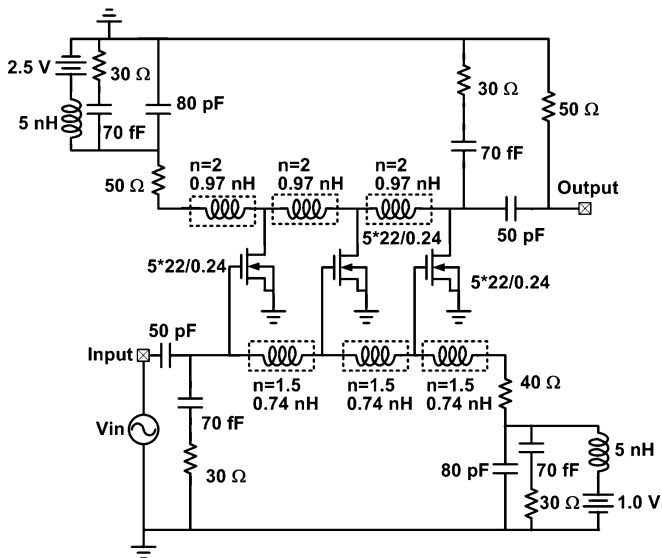 2.5 V
30 Ω
5 nH
70 fF
80 pF
50 Ω
n=2
0.97 nH
n=2
0.97 nH
n=2
0.97 nH
30 Ω
70 fF
50 Ω
Output
50 pF
5*22/0.24
5*22/0.24
5*22/0.24
50 pF
Input
n=1.5
0.74 nH
n=1.5
0.74 nH
n=1.5
0.74 nH
40 Ω
Vin
70 fF
30 Ω
80 pF
70 fF
30 Ω
5 nH
1.0 V